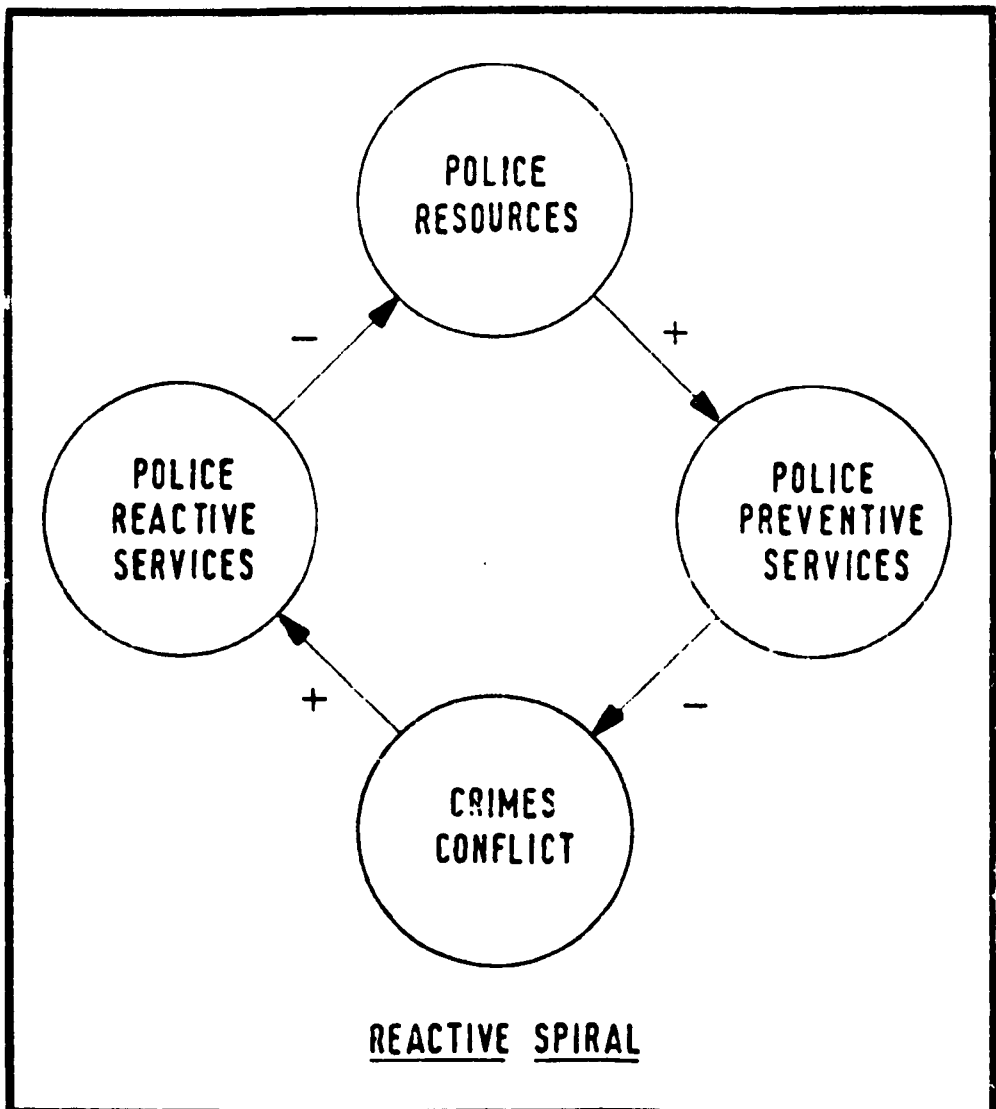 POLICE
RESOURCES
-
+
POLICE
REACTIVE
SERVICES
POLICE
PREVENTIVE
SERVICES
+
-
CRIMES
CONFLICT
REACTIVE SPIRAL